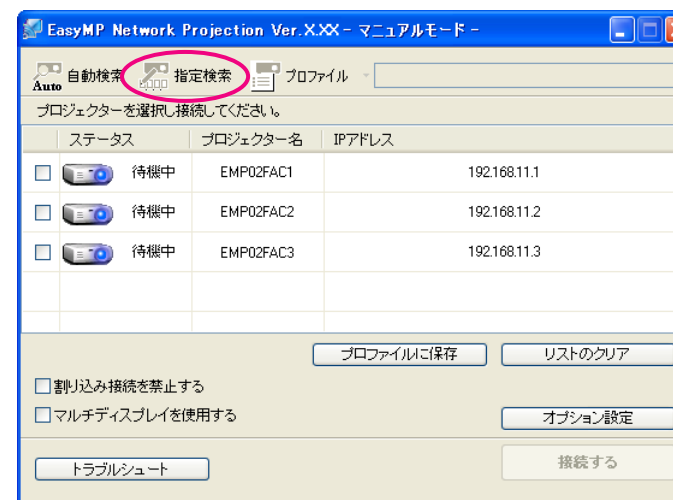 EasyMP Network Projection Ver.X.XX - マニュアルモード -
Auto 自動検索 指定検索 プロファイル
プロジェクターを選択し接続してください。
ステータス プロジェクター名 IPアドレス
待機中 EMP02FAC1 192.168.11.1
待機中 EMP02FAC2 192.168.11.2
待機中 EMP02FAC3 192.168.11.3
プロファイルに保存 リストのクリア
割り込み接続を禁止する
マルチディスプレイを使用する オプション設定
トラブルシュート 接続する